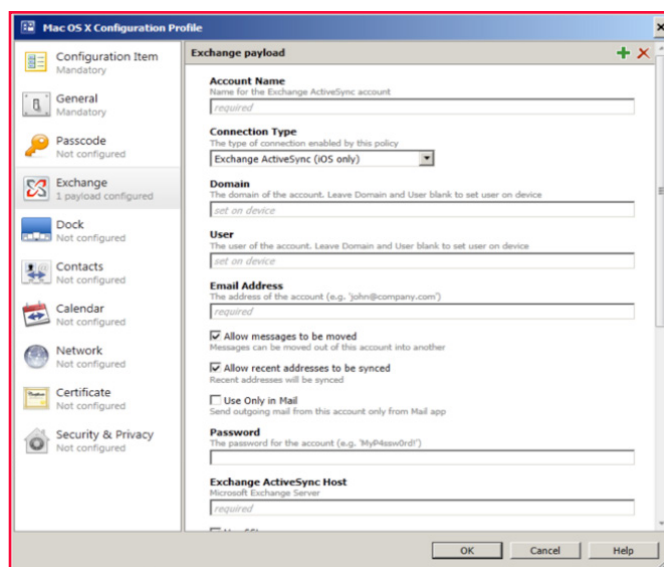 Mac OS X Configuration Profile
Configuration Item
Mandatory
General
Mandatory
Passcode
Not configured
Exchange
1 payload configured
Dock
Not configured
Contacts
Not configured
Calendar
Not configured
Network
Not configured
Certificate
Not configured
Security & Privacy
Not configured
Exchange payload
Account Name
Name for the Exchange ActiveSync account
required
Connection Type
The type of connection enabled by this policy
Exchange ActiveSync (iOS only)
Domain
The domain of the account. Leave Domain and User blank to set user on device
set on device
User
The user of the account. Leave Domain and User blank to set user on device
set on device
Email Address
The address of the account (e.g. 'john@company.com')
required
Allow messages to be moved
Messages can be moved out of this account into another
Allow recent addresses to be synced
Recent addresses will be synced
Use Only in Mail
Send outgoing mail from this account only from Mail app
Password
The password for the account (e.g. 'MyP4ssw0rd!')
Exchange ActiveSync Host
Microsoft Exchange Server
required
OK
Cancel
Help